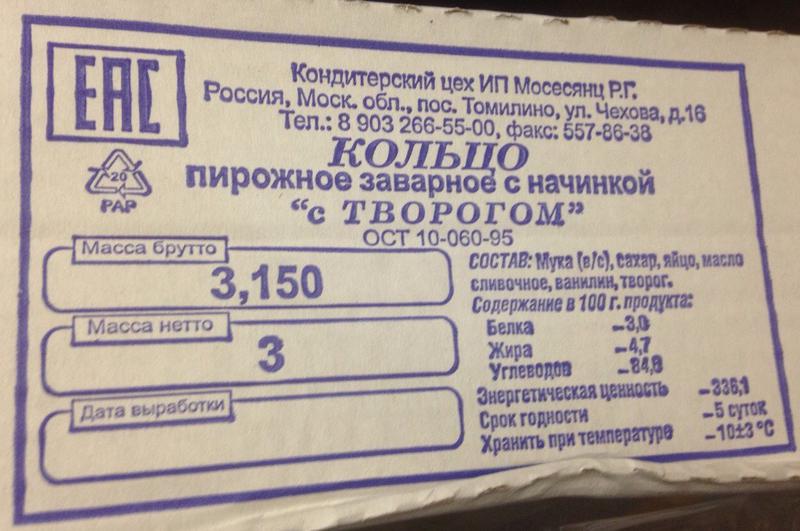 ЕАС
Кондитерский цех ИП Мосесянц Р.Г.
Россия, Моск. обл., пос. Томилино, ул. Чехова, д.16
Тел.: 8 903 266-55-00, факс: 557-86-38
КОЛЬЦО
20
PAP
пирожное заварное с начинкой
“с ТВОРОГОМ”
ОСТ 10-060-95
Масса брутто
3,150
Масса нетто
3
Дата выработки
СОСТАВ: Мука (в/с), сахар, яйцо, масло
сливочное, ванилин, творог.
Содержание в 100 г. продукта:
Белка –3,0
Жира –4,7
Углеводов –84,8
Энергетическая ценность –336,1
Срок годности –5 суток
Хранить при температуре –10±3 °С